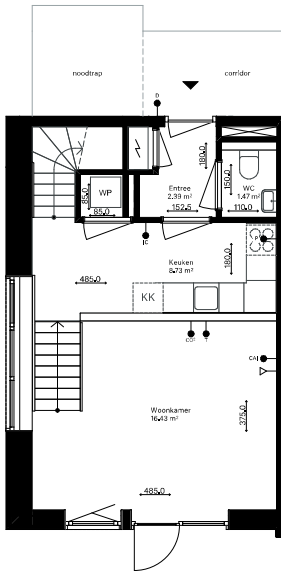 noodtrap
corridor
D
180.0
Entree
2.39 m²
152.5
WC
1.47 m²
150.0
110.0
WP
85.0
85.0
C
Keuken
8.73 m²
180.0
P
485.0
KK
CO²
T
CAI
Woonkamer
16.43 m²
375.0
485.0